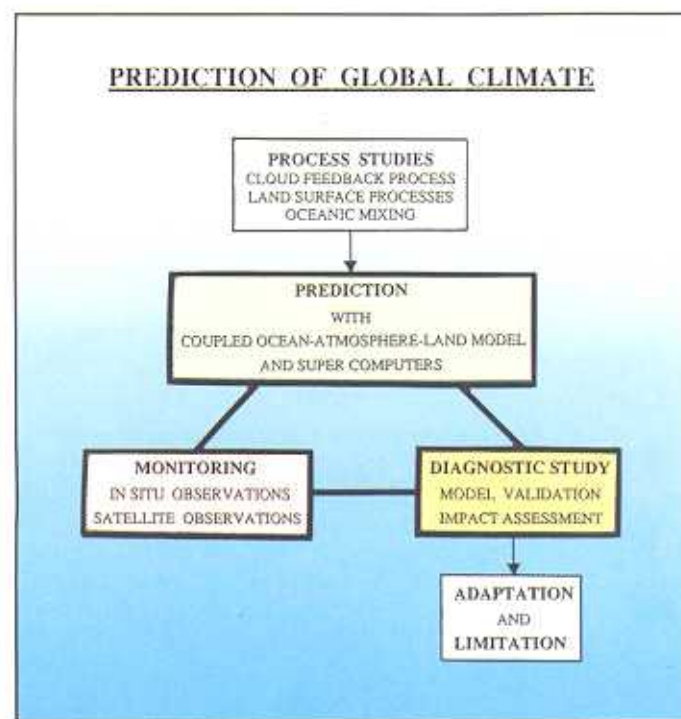 PREDICTION OF GLOBAL CLIMATE
PROCESS STUDIES
CLOUD FEEDBACK PROCESS
LAND SURFACE PROCESSES
OCEANIC MIXING
PREDICTION
WITH
COUPLED OCEAN-ATMOSPHERE-LAND MODEL
AND SUPER COMPUTERS
MONITORING
IN SITU OBSERVATIONS
SATELLITE OBSERVATIONS
DIAGNOSTIC STUDY
MODEL VALIDATION
IMPACT ASSESSMENT
ADAPTATION
AND
LIMITATION